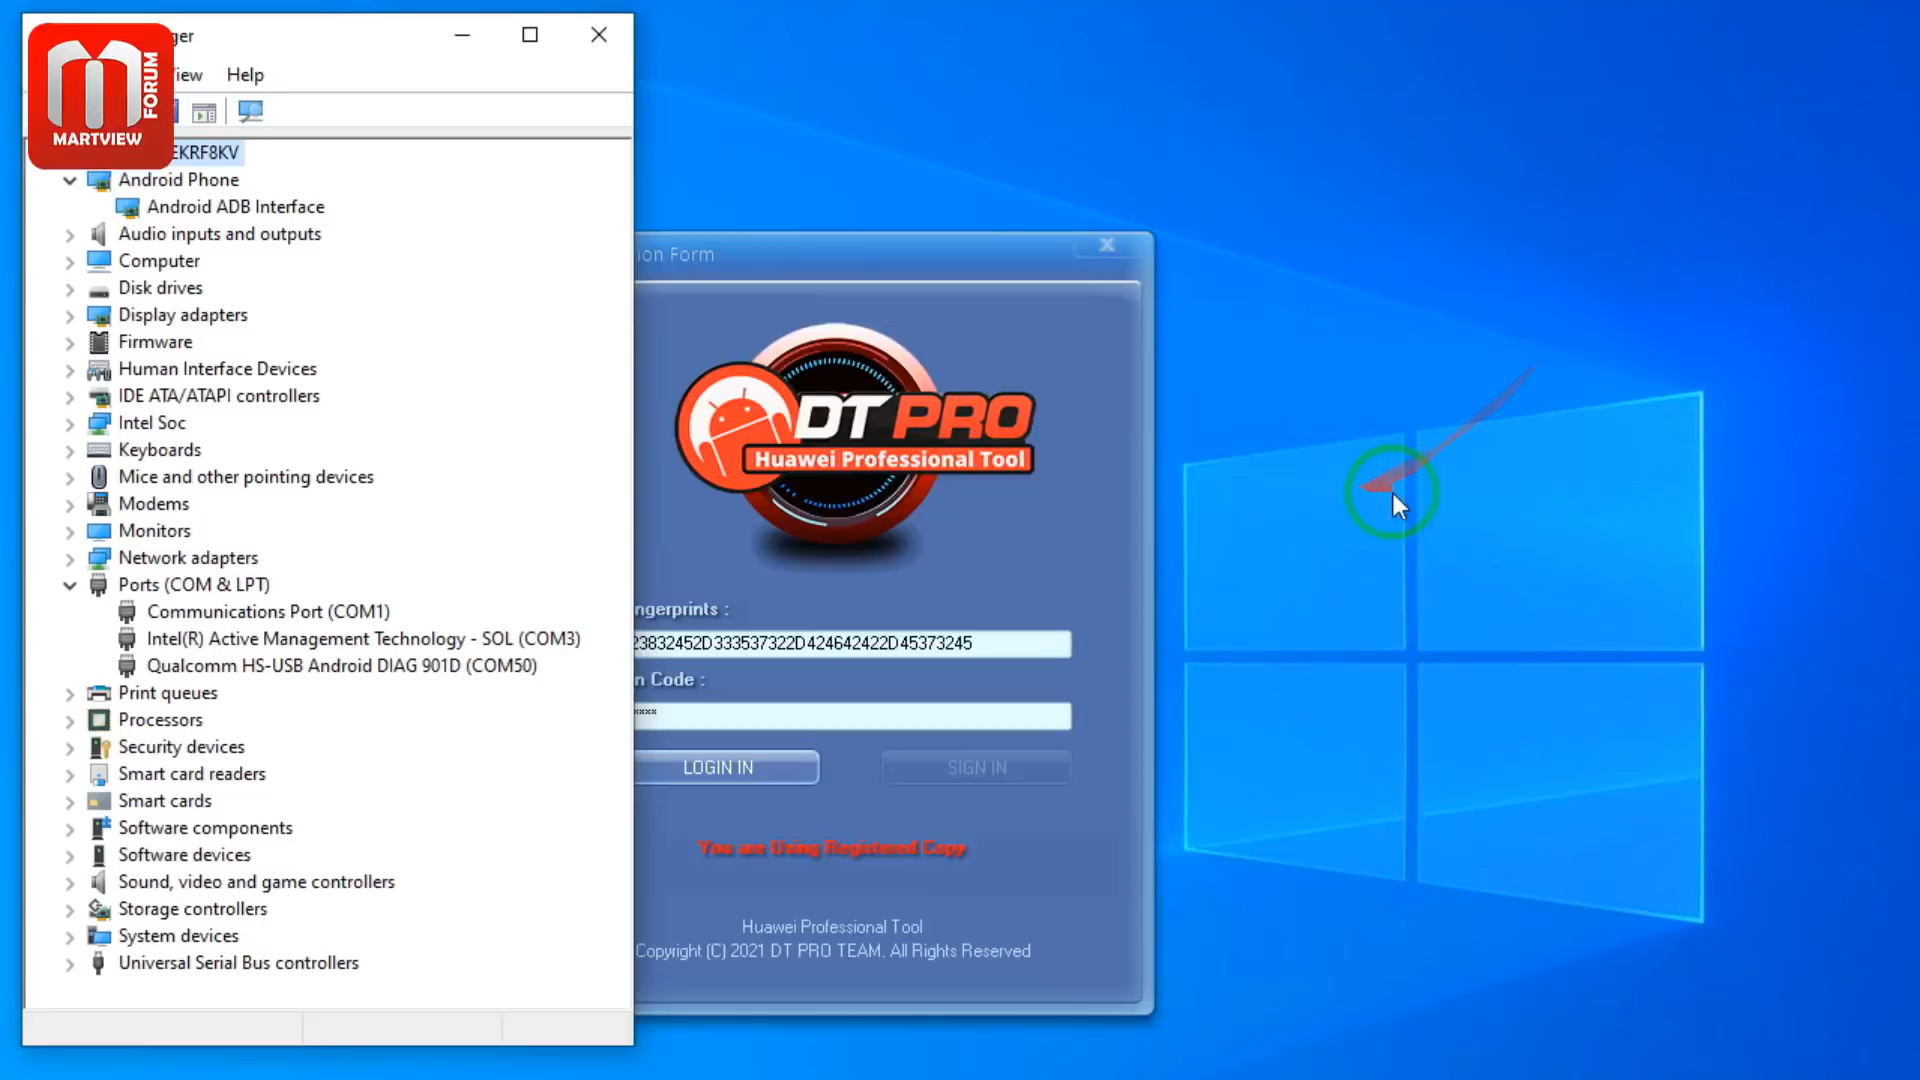 ger
View Help
FORUM
MARTVIEW
EKRF8KV
Android Phone
Android ADB Interface
Audio inputs and outputs
Computer
Disk drives
Display adapters
Firmware
Human Interface Devices
IDE ATA/ATAPI controllers
Intel Soc
Keyboards
Mice and other pointing devices
Modems
Monitors
Network adapters
Ports (COM & LPT)
Communications Port (COM1)
Intel(R) Active Management Technology - SOL (COM3)
Qualcomm HS-USB Android DIAG 901D (COM50)
Print queues
Processors
Security devices
Smart card readers
Smart cards
Software components
Software devices
Sound, video and game controllers
Storage controllers
System devices
Universal Serial Bus controllers
ion Form
DT PRO
Huawei Professional Tool
ngerprints :
23832452D333537322D424642422D45373245
n Code :
****
LOGIN IN SIGN IN
You are Using Registered Copy
Huawei Professional Tool
Copyright (C) 2021 DT PRO TEAM. All Rights Reserved